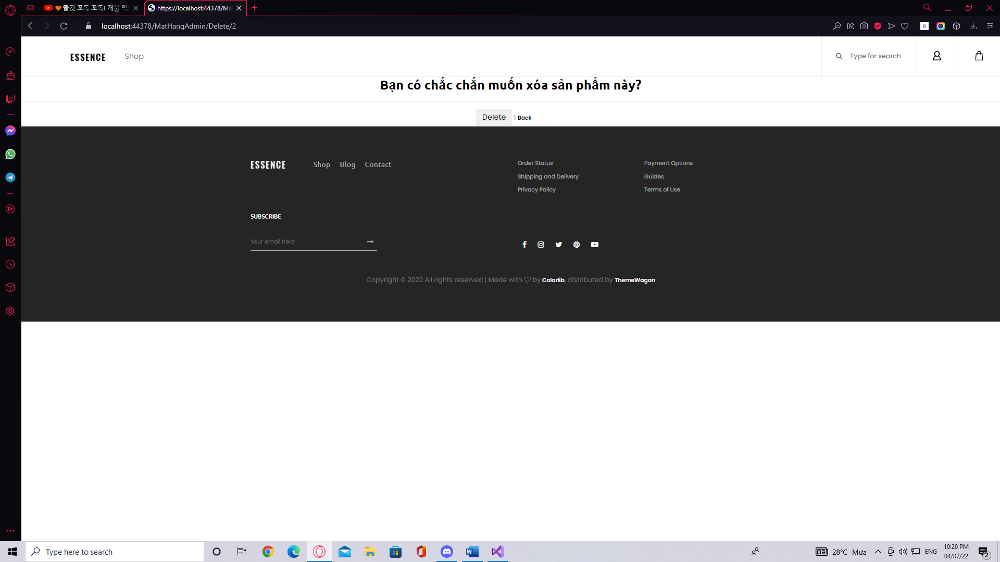 🧡쫄깃 꼬독 꼬독! 개불 먹
https://localhost:44378/Ma
localhost:44378/MatHangAdmin/Delete/2
B
ESSENCE Shop Type for search
Bạn có chắc chắn muốn xóa sản phẩm này?
Delete | Back
ESSENCE Shop Blog Contact
Order Status Payment Options
Shipping and Delivery Guides
Privacy Policy Terms of Use
SUBSCRIBE
Your email here
Copyright © 2022 All rights reserved | Made with ♡ by Colorlib, distributed by ThemeWagon
Type here to search
28°C Mưa
ENG
10:20 PM
04/07/22
2